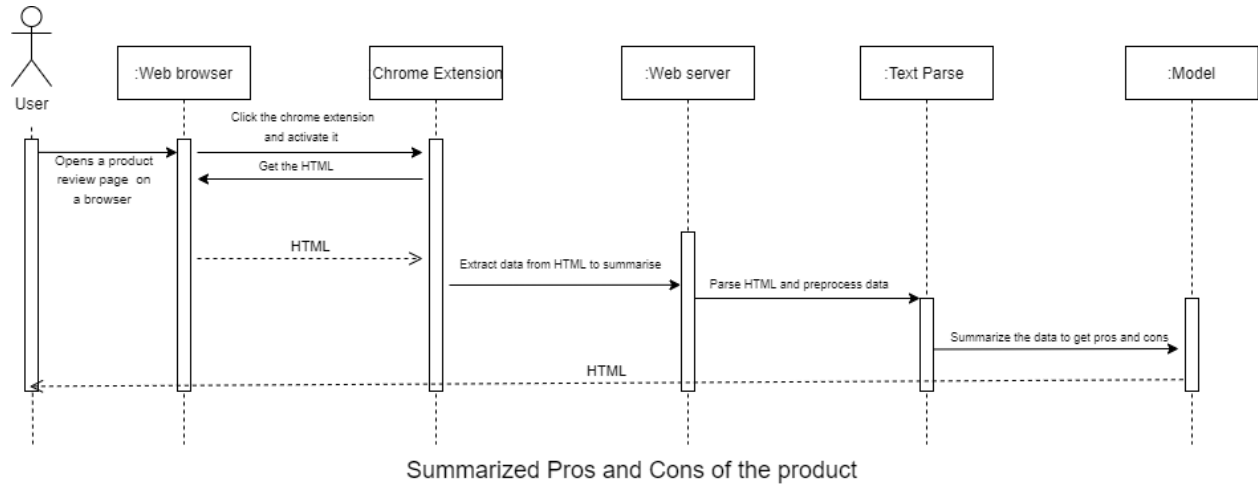 :Web browser
Chrome Extension
:Web server
:Text Parse
:Model
User
Click the chrome extension
and activate it
Opens a product
review page on
a browser
Get the HTML
HTML
Extract data from HTML to summarise
Parse HTML and preprocess data
Summarize the data to get pros and cons
HTML
Summarized Pros and Cons of the product